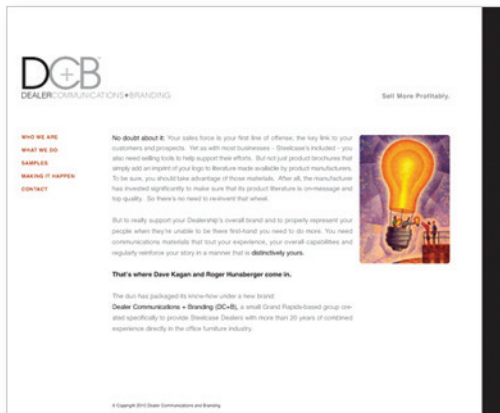 DC+B
DEALERCOMMUNICATIONS+BRANDING
Sell More Profitably.
WHO WE ARE
WHAT WE DO
SAMPLES
MAKING IT HAPPEN
CONTACT
No doubt about it: Your sales force is your first line of offense, the key link to your
customers and prospects. Yet as with most businesses - Steelcase's included - you
also need selling tools to help support their efforts. But not just product brochures that
simply add an imprint of your logo to literature made available by product manufacturers.
To be sure, you should take advantage of these materials. After all, the manufacturer
has invested significantly to make sure that its product literature is on-message and
top quality. So there's no need to re-invent that wheel.
But to really support your Dealership's overall brand and to properly represent your
people when they're unable to be there first-hand you need to do more. You need
communications materials that tout your experience, your overall capabilities and
regularly reinforce your story in a manner that is distinctively yours.
That's where Dave Kagan and Roger Hunsberger come in.
The duo has packaged its know-how under a new brand:
Dealer Communications + Branding (DC+B), a small Grand Rapids-based group cre-
ated specifically to provide Steelcase Dealers with more than 20 years of combined
experience directly in the office furniture industry.
© Copyright 2010 Dealer Communications and Branding